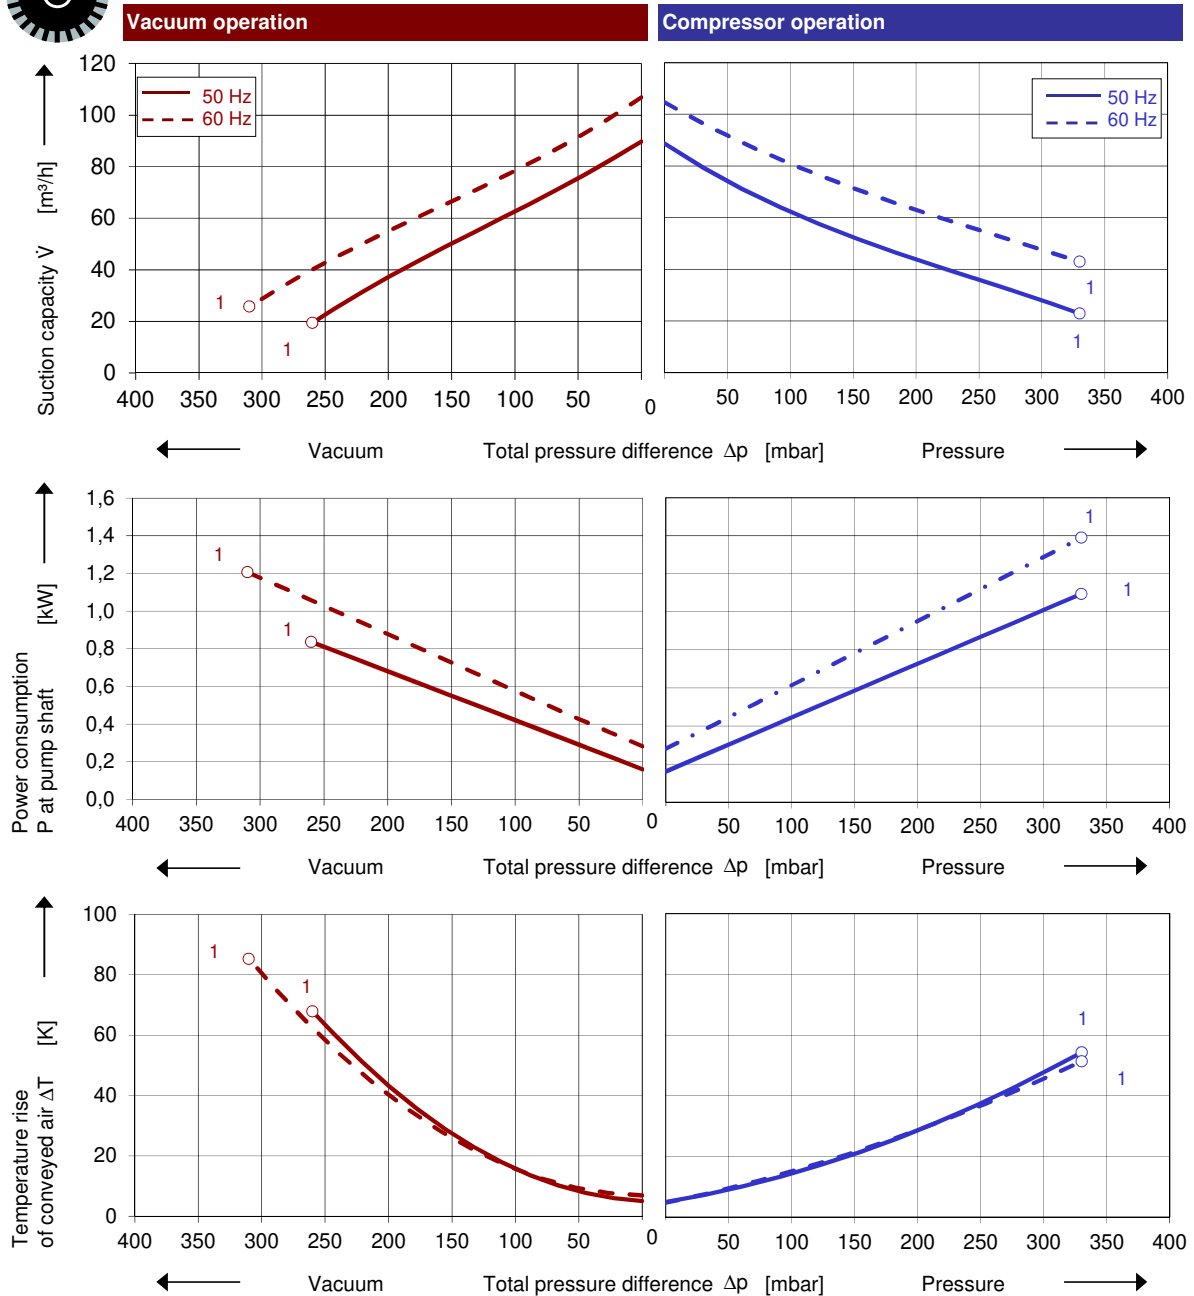 Vacuum operation
Compressor operation
Suction capacity V̇ [m³/h]
120
100
80
60
40
20
0
50 Hz
60 Hz
1
1
50 Hz
60 Hz
1
1
400 350 300 250 200 150 100 50 0 50 100 150 200 250 300 350 400
Vacuum Total pressure difference Δp [mbar] Pressure
Power consumption
P at pump shaft [kW]
1,6
1,4
1,2
1,0
0,8
0,6
0,4
0,2
0,0
1
1
1
1
400 350 300 250 200 150 100 50 0 50 100 150 200 250 300 350 400
Vacuum Total pressure difference Δp [mbar] Pressure
Temperature rise
of conveyed air ΔT [K]
100
80
60
40
20
0
1
1
1
1
400 350 300 250 200 150 100 50 0 50 100 150 200 250 300 350 400
Vacuum Total pressure difference Δp [mbar] Pressure